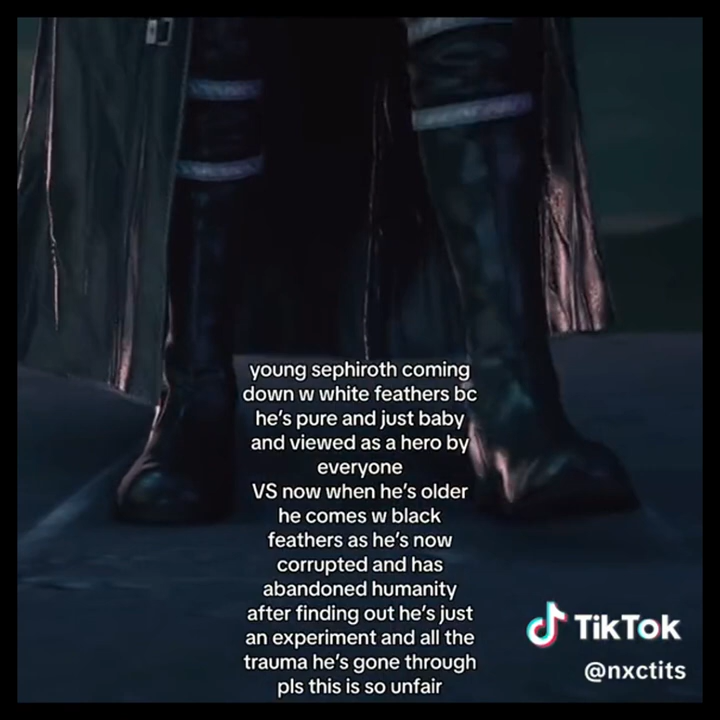 young sephiroth coming
down w white feathers bc
he's pure and just baby
and viewed as a hero by
everyone
VS now when he's older
he comes w black
feathers as he's now
corrupted and has
abandoned humanity
after finding out he's just
an experiment and all the
trauma he's gone through
pls this is so unfair
TikTok
@nxctits